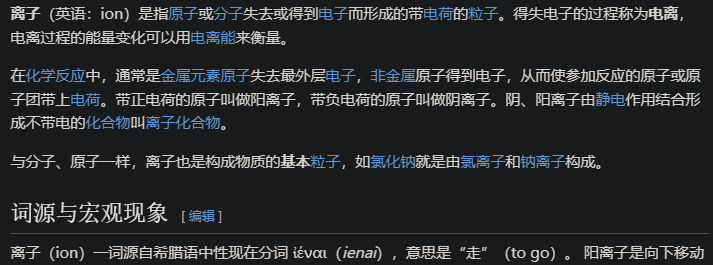 离子（英语：ion）是指原子或分子失去或得到电子而形成的带电荷的粒子。得失电子的过程称为电离，
电离过程的能量变化可以用电离能来衡量。
在化学反应中，通常是金属元素原子失去最外层电子，非金属原子得到电子，从而使参加反应的原子或原
子团带上电荷。带正电荷的原子叫做阳离子，带负电荷的原子叫做阴离子。阴、阳离子由静电作用结合形
成不带电的化合物叫离子化合物。
与分子、原子一样，离子也是构成物质的基本粒子，如氯化钠就是由氯离子和钠离子构成。
词源与宏观现象 [编辑]
离子（ion）一词源自希腊语中性现在分词 ἰέναι（ienai），意思是“走”（to go）。 阳离子是向下移动